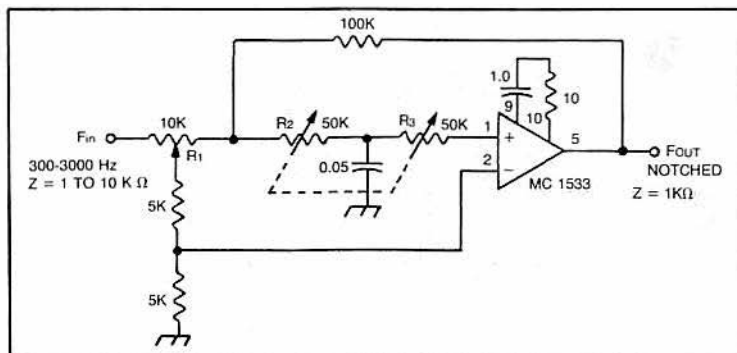 100K
1.0
9
10
10
10K
R1
Fin
R2
50K
R3
50K
1
+
2
−
5
MC 1533
FOUT
NOTCHED
Z = 1KΩ
300-3000 Hz
Z = 1 TO 10 K Ω
0.05
5K
5K